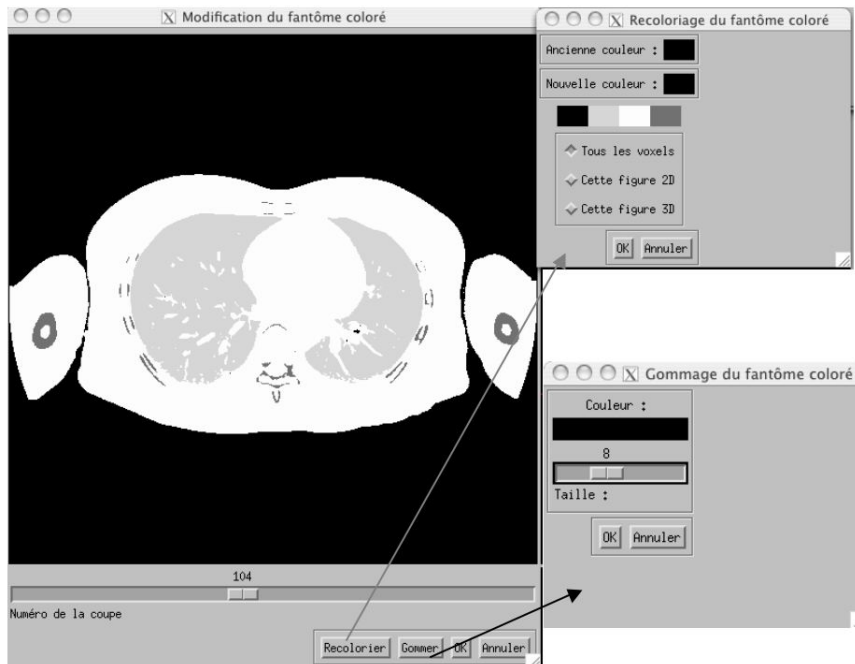 Modification du fantôme coloré
104
Numéro de la coupe
Recolorier Gommer OK Annuler
Recoloriage du fantôme coloré
Ancienne couleur :
Nouvelle couleur :
Tous les voxels
Cette figure 2D
Cette figure 3D
OK Annuler
Gommage du fantôme coloré
Couleur :
8
Taille :
OK Annuler